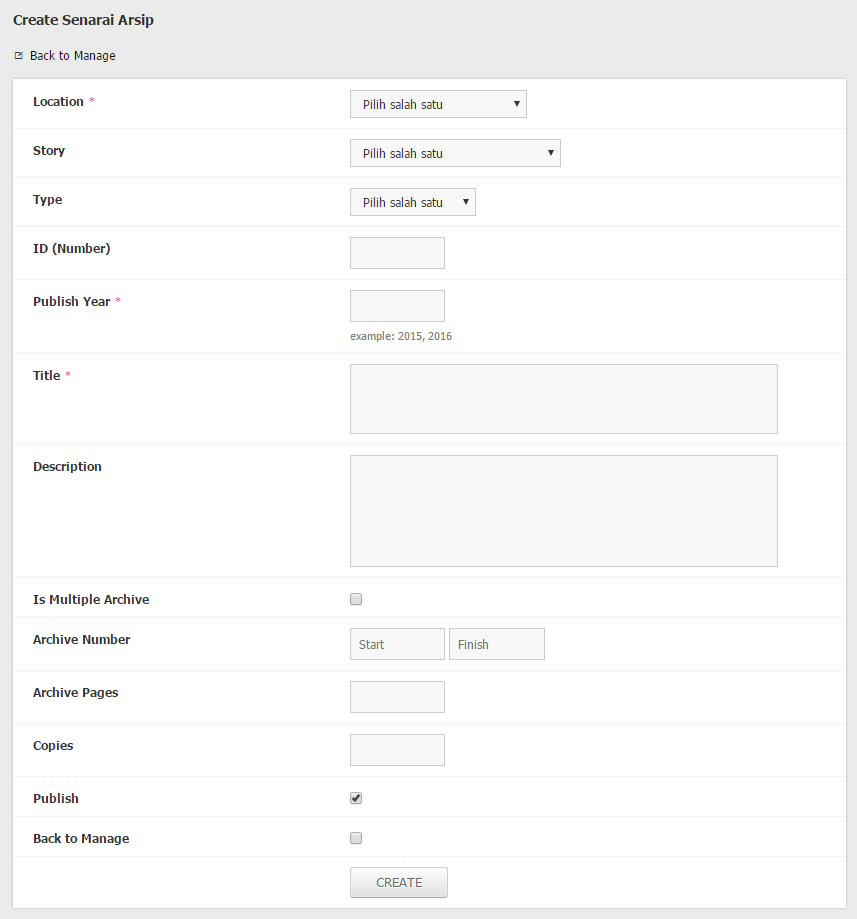 Create Senarai Arsip
Back to Manage
Location *
Pilih salah satu
Story
Pilih salah satu
Type
Pilih salah satu
ID (Number)
Publish Year *
example: 2015, 2016
Title *
Description
Is Multiple Archive
Archive Number
Start Finish
Archive Pages
Copies
Publish
Back to Manage
CREATE